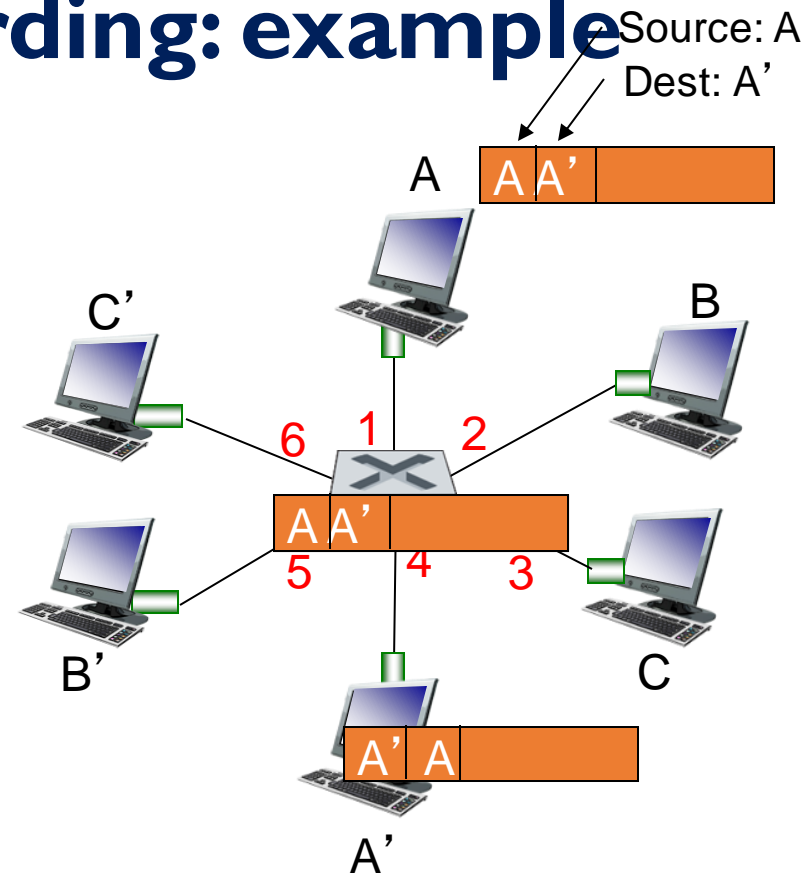 rding: example
Source: A
Dest: A’
A
A A’
C’
B
6
1
2
A A’
5
4
3
B’
C
A’ A
A’